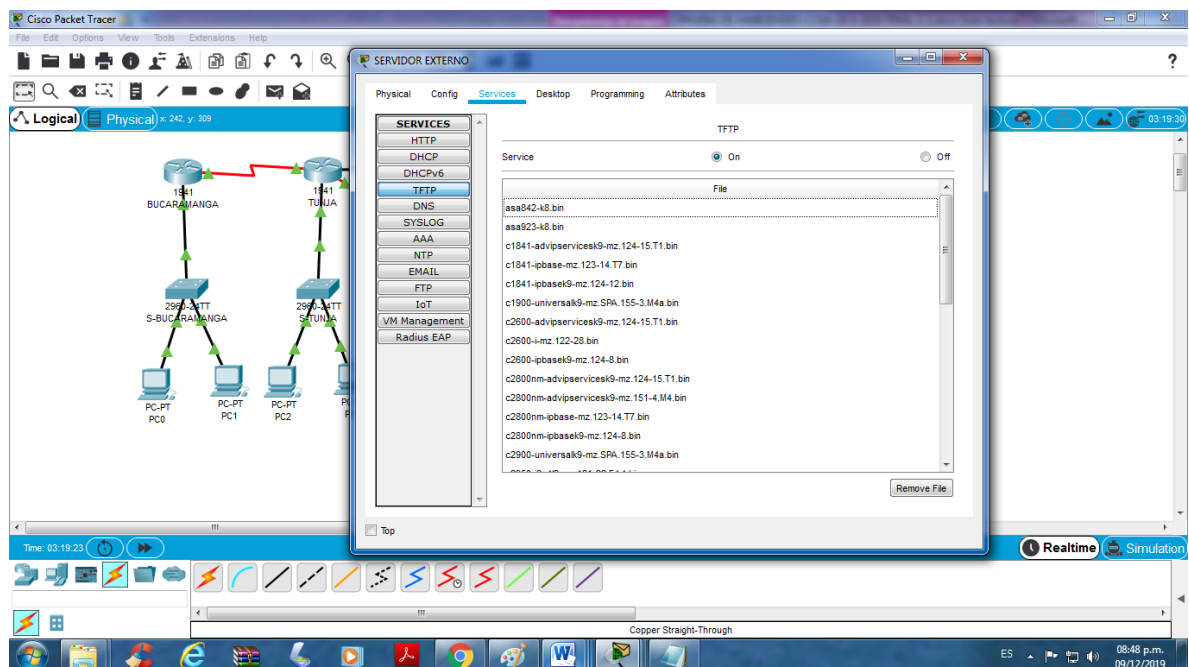 Cisco Packet Tracer
File Edit Options View Tools Extensions Help
?
Logical
Physical x: 242, y: 309
03:19:30
1941
BUCARAMANGA
1941
TUNJA
2960-24TT
S-BUCARAMANGA
2960-24TT
S-TUNJA
PC-PT
PC0
PC-PT
PC1
PC-PT
PC2
SERVIDOR EXTERNO
Physical Config Services Desktop Programming Attributes
SERVICES
HTTP
DHCP
DHCPv6
TFTP
DNS
SYSLOG
AAA
NTP
EMAIL
FTP
IoT
VM Management
Radius EAP
TFTP
Service On Off
File
asa842-k8.bin
asa923-k8.bin
c1841-advipservicesk9-mz.124-15.T1.bin
c1841-ipbase-mz.123-14.T7.bin
c1841-ipbasek9-mz.124-12.bin
c1900-universalk9-mz.SPA.155-3.M4a.bin
c2600-advipservicesk9-mz.124-15.T1.bin
c2600-i-mz.122-28.bin
c2600-ipbasek9-mz.124-8.bin
c2800nm-advipservicesk9-mz.124-15.T1.bin
c2800nm-advipservicesk9-mz.151-4.M4.bin
c2800nm-ipbase-mz.123-14.T7.bin
c2800nm-ipbasek9-mz.124-8.bin
c2900-universalk9-mz.SPA.155-3.M4a.bin
Remove File
Top
Time: 03:19:23
Realtime
Simulation
Copper Straight-Through
ES
08:48 p.m.
09/12/2019